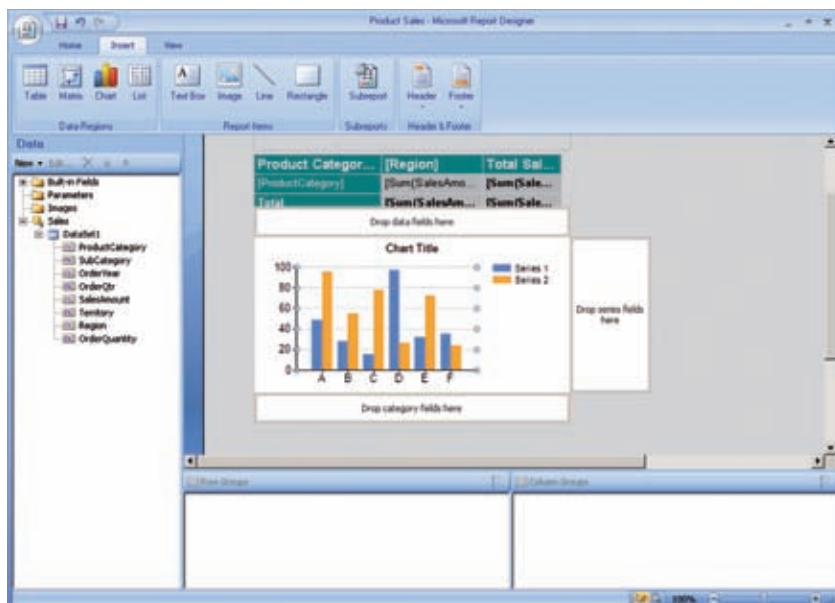 Product Sales - Microsoft Report Designer
Home Insert View
Table Matrix Chart List Text Box Image Line Rectangle Subreport Header Footer
Data Regions Report Items Subreports Header & Footer
Data
New Edit...
Built-in Fields
Parameters
Images
Sales
DataSet1
ProductCategory
SubCategory
OrderYear
OrderQtr
SalesAmount
Territory
Region
OrderQuantity
Product Categor... [Region] Total Sal...
[ProductCategory] [Sum(SalesAmo... [Sum(Sale...
Total [Sum(SalesAm... [Sum(Sale...
Drop data fields here
Chart Title
100
80
60
40
20
0
A B C D E F
Series 1
Series 2
Drop series fields here
Drop category fields here
Row Groups Column Groups
100%